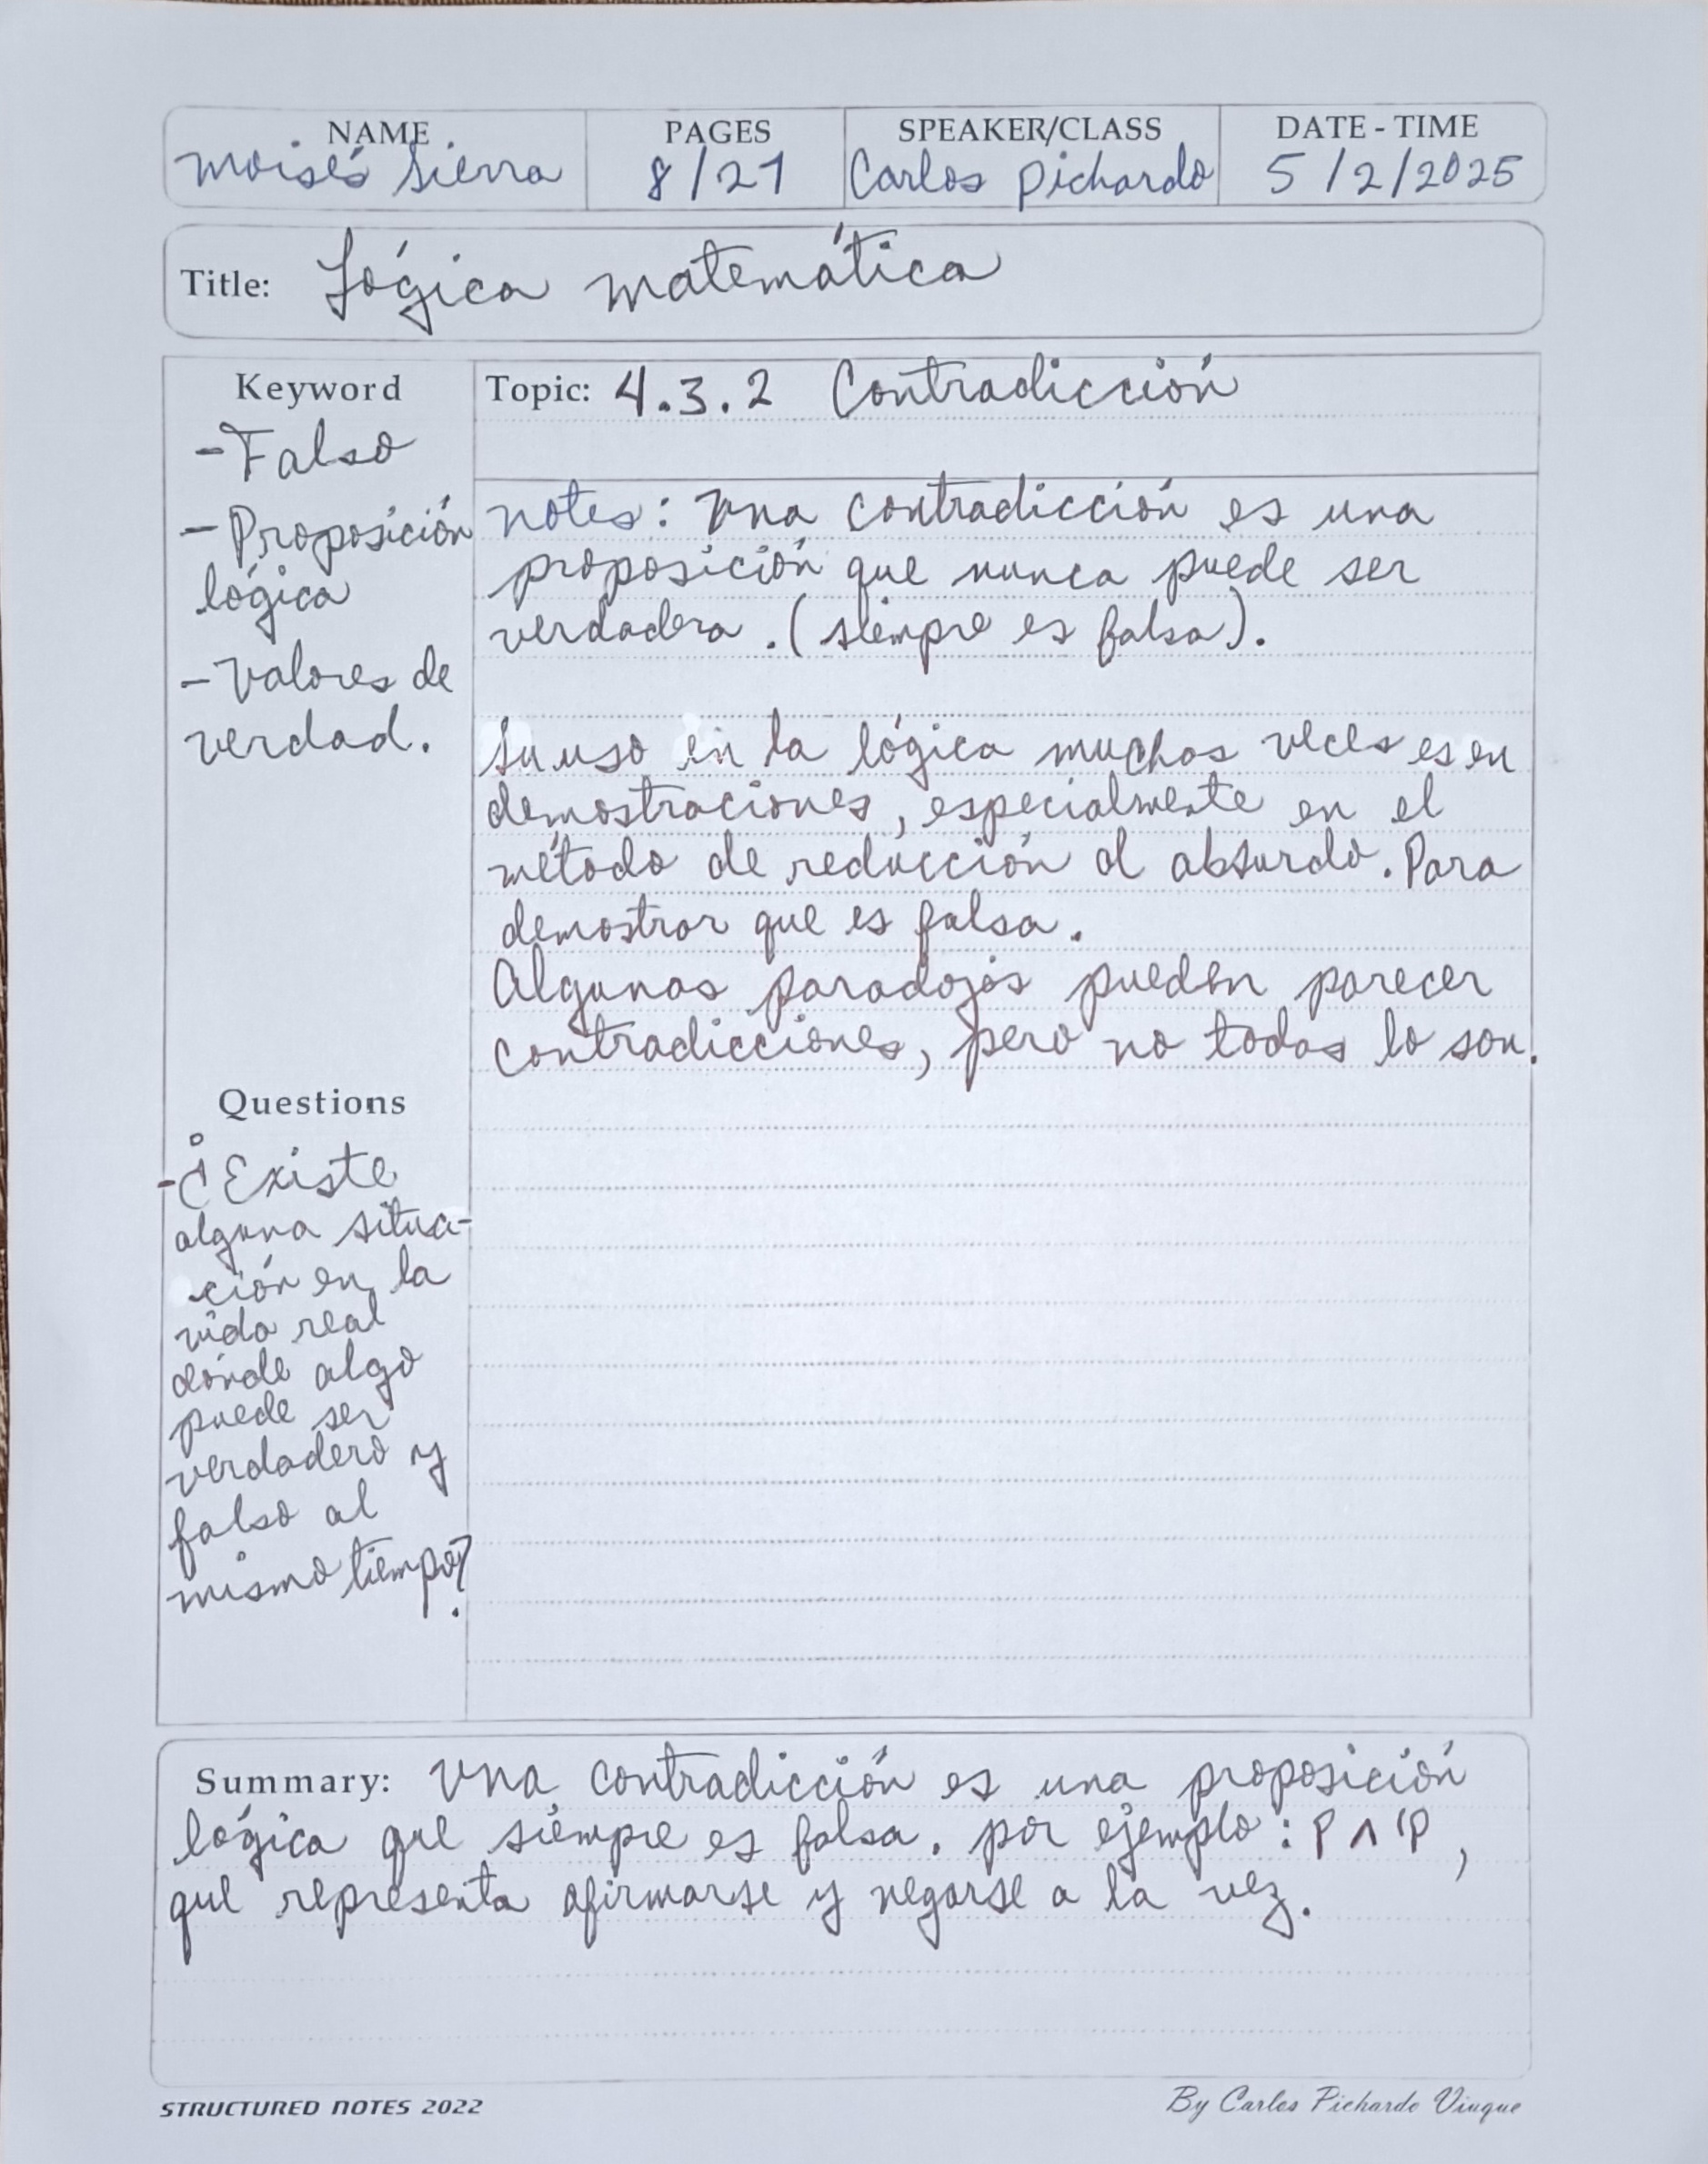 NAME PAGES SPEAKER/CLASS DATE - TIME
Moisés Sierra 8/21 Carlos Pichardo 5/2/2025
Title: Lógica matemática
Keyword
-Falso
-Proposición
lógica
-Valores de
verdad.
Topic: 4.3.2 Contradicción
notes: Una contradicción es una
proposición que nunca puede ser
verdadera .(siempre es falsa).
Su uso en la lógica muchas veces es en
demostraciones, especialmente en el
método de reducción al absurdo. Para
demostrar que es falsa.
Algunas paradojas pueden parecer
contradicciones, pero no todas lo son.
Questions
-¿Existe
alguna situa-
ción en la
vida real
dónde algo
puede ser
verdadero y
falso al
mismo tiempo?
Summary: Una contradicción es una proposición
lógica que siempre es falsa. por ejemplo: P ∧ 'P,
que representa afirmarse y negarse a la vez.
STRUCTURED NOTES 2022 By Carlos Pichardo Viuque